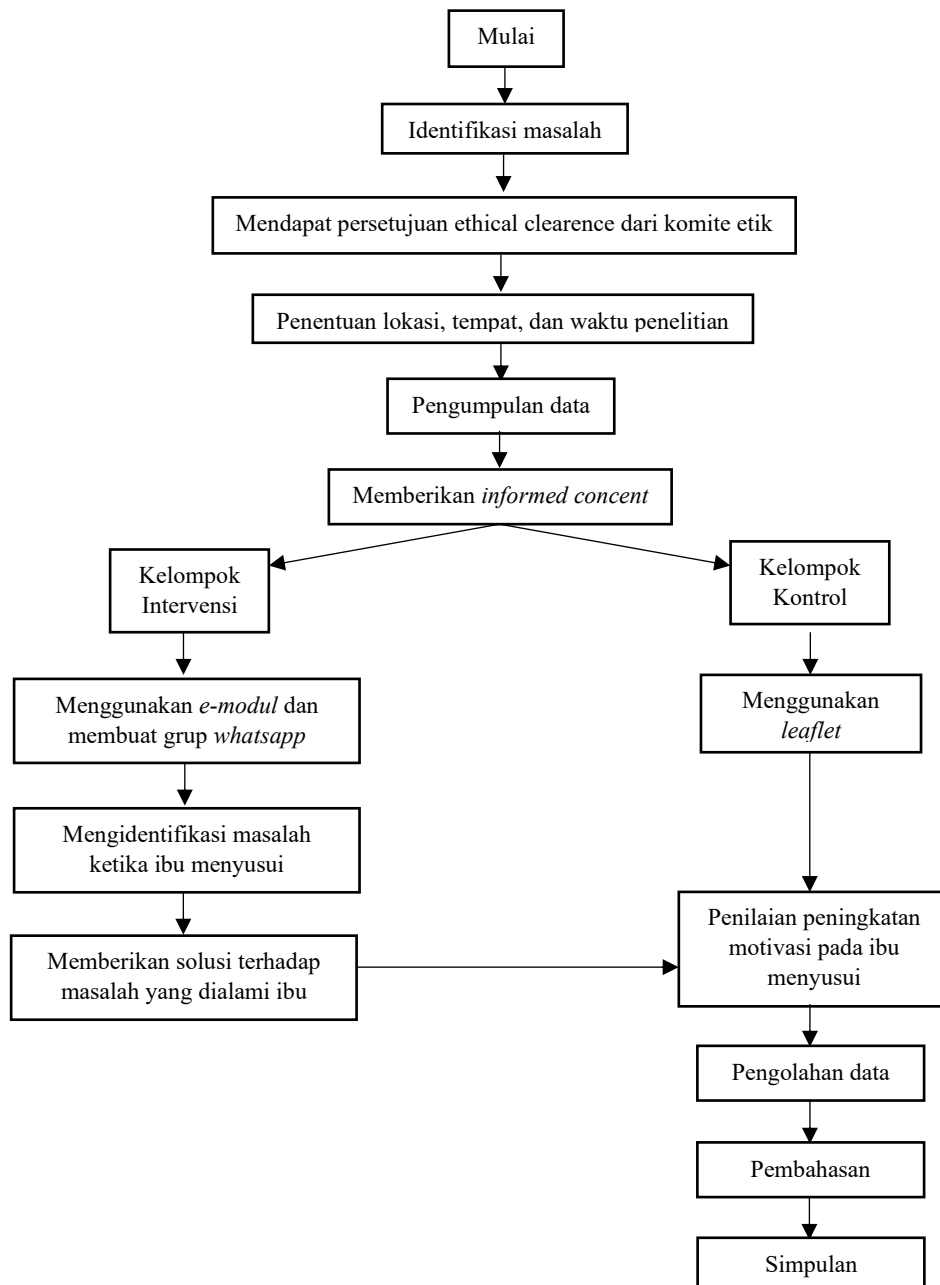 Mulai
Identifikasi masalah
Mendapat persetujuan ethical clearence dari komite etik
Penentuan lokasi, tempat, dan waktu penelitian
Pengumpulan data
Memberikan informed concent
Kelompok
Intervensi
Kelompok
Kontrol
Menggunakan e-modul dan
membuat grup whatsapp
Menggunakan
leaflet
Mengidentifikasi masalah
ketika ibu menyusui
Memberikan solusi terhadap
masalah yang dialami ibu
Penilaian peningkatan
motivasi pada ibu
menyusui
Pengolahan data
Pembahasan
Simpulan